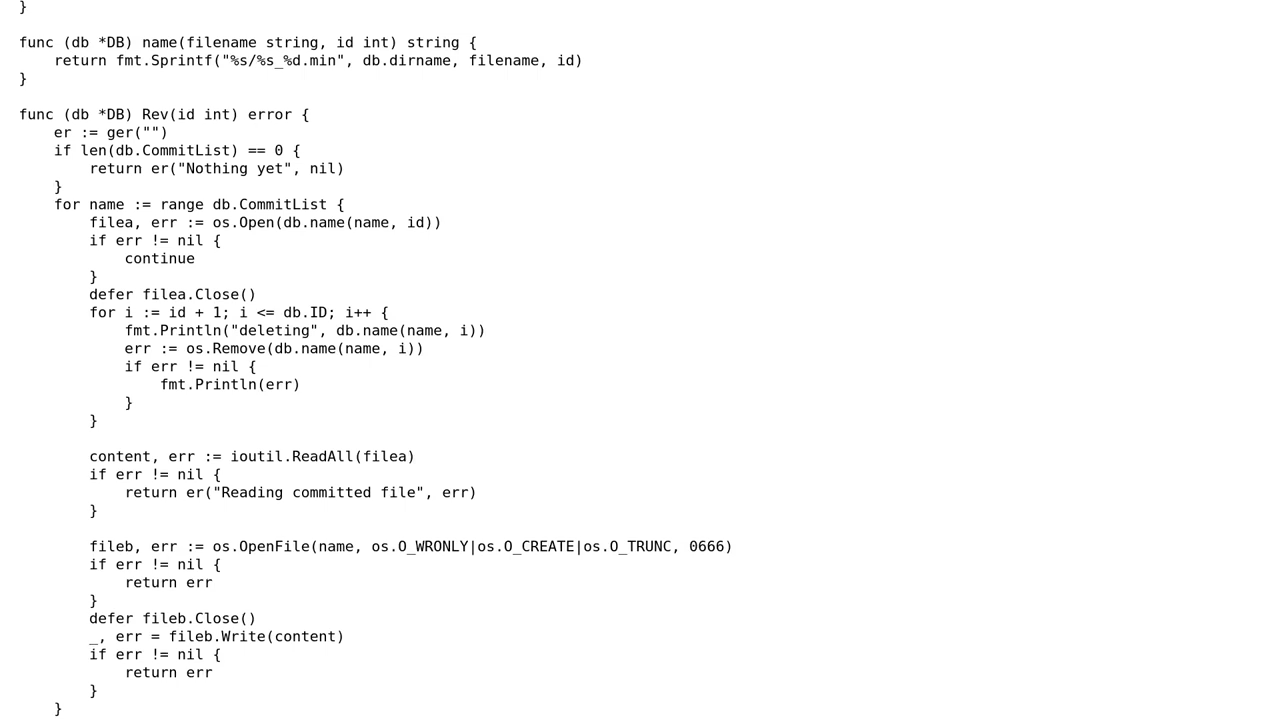 }

func (db *DB) name(filename string, id int) string {
    return fmt.Sprintf("%s/%s_%d.min", db.dirname, filename, id)
}

func (db *DB) Rev(id int) error {
    er := ger("")
    if len(db.CommitList) == 0 {
        return er("Nothing yet", nil)
    }
    for name := range db.CommitList {
        filea, err := os.Open(db.name(name, id))
        if err != nil {
            continue
        }
        defer filea.Close()
        for i := id + 1; i <= db.ID; i++ {
            fmt.Println("deleting", db.name(name, i))
            err := os.Remove(db.name(name, i))
            if err != nil {
                fmt.Println(err)
            }
        }

        content, err := ioutil.ReadAll(filea)
        if err != nil {
            return er("Reading committed file", err)
        }

        fileb, err := os.OpenFile(name, os.O_WRONLY|os.O_CREATE|os.O_TRUNC, 0666)
        if err != nil {
            return err
        }
        defer fileb.Close()
        _, err = fileb.Write(content)
        if err != nil {
            return err
        }
    }